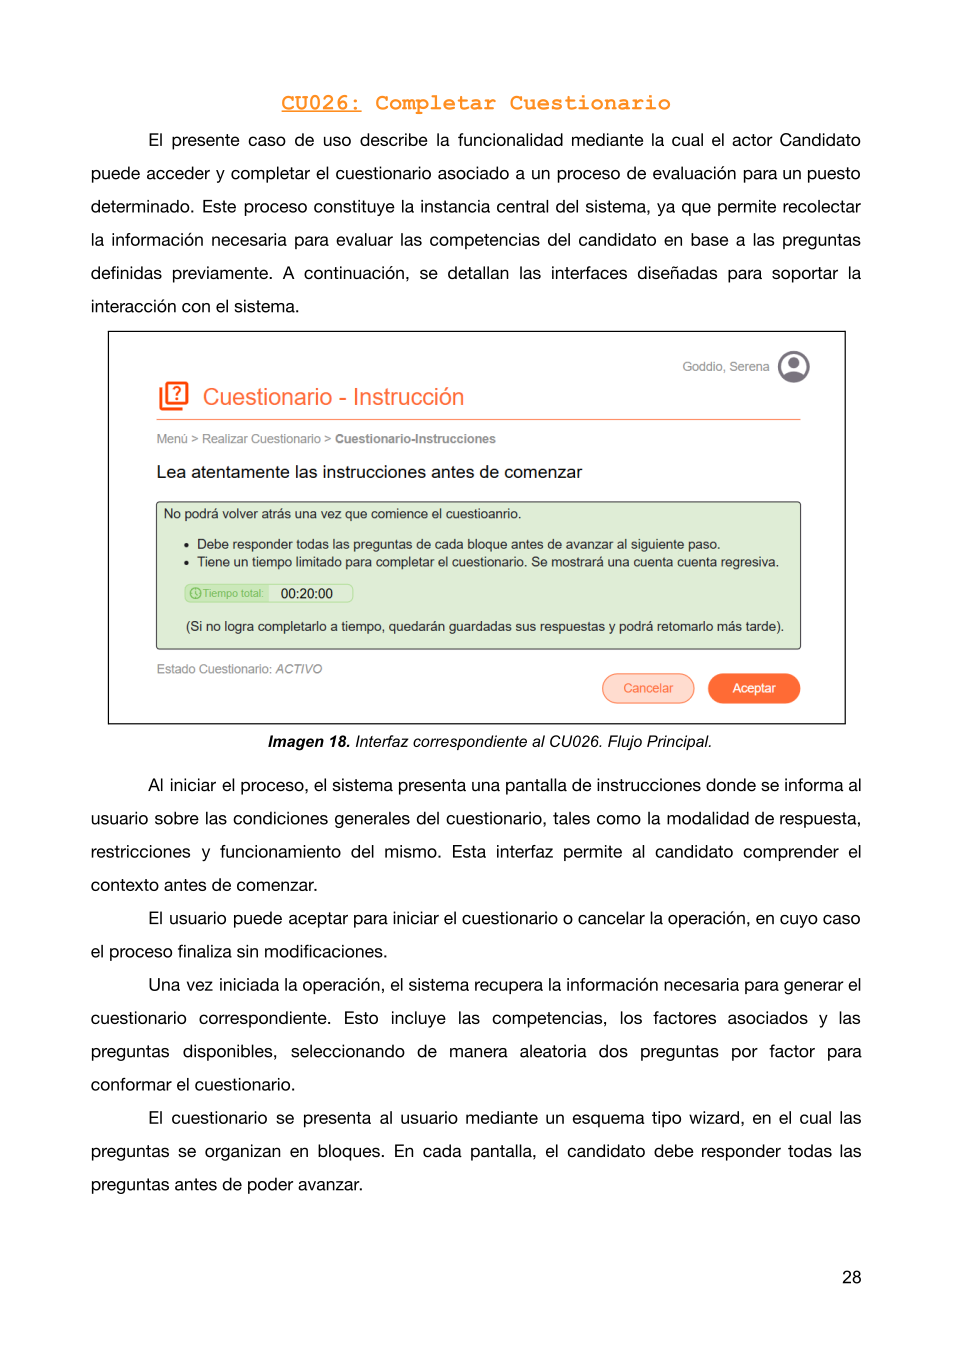 CU026: Completar Cuestionario
El presente caso de uso describe la funcionalidad mediante la cual el actor Candidato
puede acceder y completar el cuestionario asociado a un proceso de evaluación para un puesto
determinado. Este proceso constituye la instancia central del sistema, ya que permite recolectar
la información necesaria para evaluar las competencias del candidato en base a las preguntas
definidas previamente. A continuación, se detallan las interfaces diseñadas para soportar la
interacción con el sistema.
Goddio, Serena
Cuestionario - Instrucción
Menú > Realizar Cuestionario > Cuestionario-Instrucciones
Lea atentamente las instrucciones antes de comenzar
No podrá volver atrás una vez que comience el cuestioanrio.
• Debe responder todas las preguntas de cada bloque antes de avanzar al siguiente paso.
• Tiene un tiempo limitado para completar el cuestionario. Se mostrará una cuenta cuenta regresiva.
Tiempo total: 00:20:00
(Si no logra completarlo a tiempo, quedarán guardadas sus respuestas y podrá retomarlo más tarde).
Estado Cuestionario: ACTIVO
Cancelar Aceptar
Imagen 18. Interfaz correspondiente al CU026. Flujo Principal.
Al iniciar el proceso, el sistema presenta una pantalla de instrucciones donde se informa al
usuario sobre las condiciones generales del cuestionario, tales como la modalidad de respuesta,
restricciones y funcionamiento del mismo. Esta interfaz permite al candidato comprender el
contexto antes de comenzar.
El usuario puede aceptar para iniciar el cuestionario o cancelar la operación, en cuyo caso
el proceso finaliza sin modificaciones.
Una vez iniciada la operación, el sistema recupera la información necesaria para generar el
cuestionario correspondiente. Esto incluye las competencias, los factores asociados y las
preguntas disponibles, seleccionando de manera aleatoria dos preguntas por factor para
conformar el cuestionario.
El cuestionario se presenta al usuario mediante un esquema tipo wizard, en el cual las
preguntas se organizan en bloques. En cada pantalla, el candidato debe responder todas las
preguntas antes de poder avanzar.
28